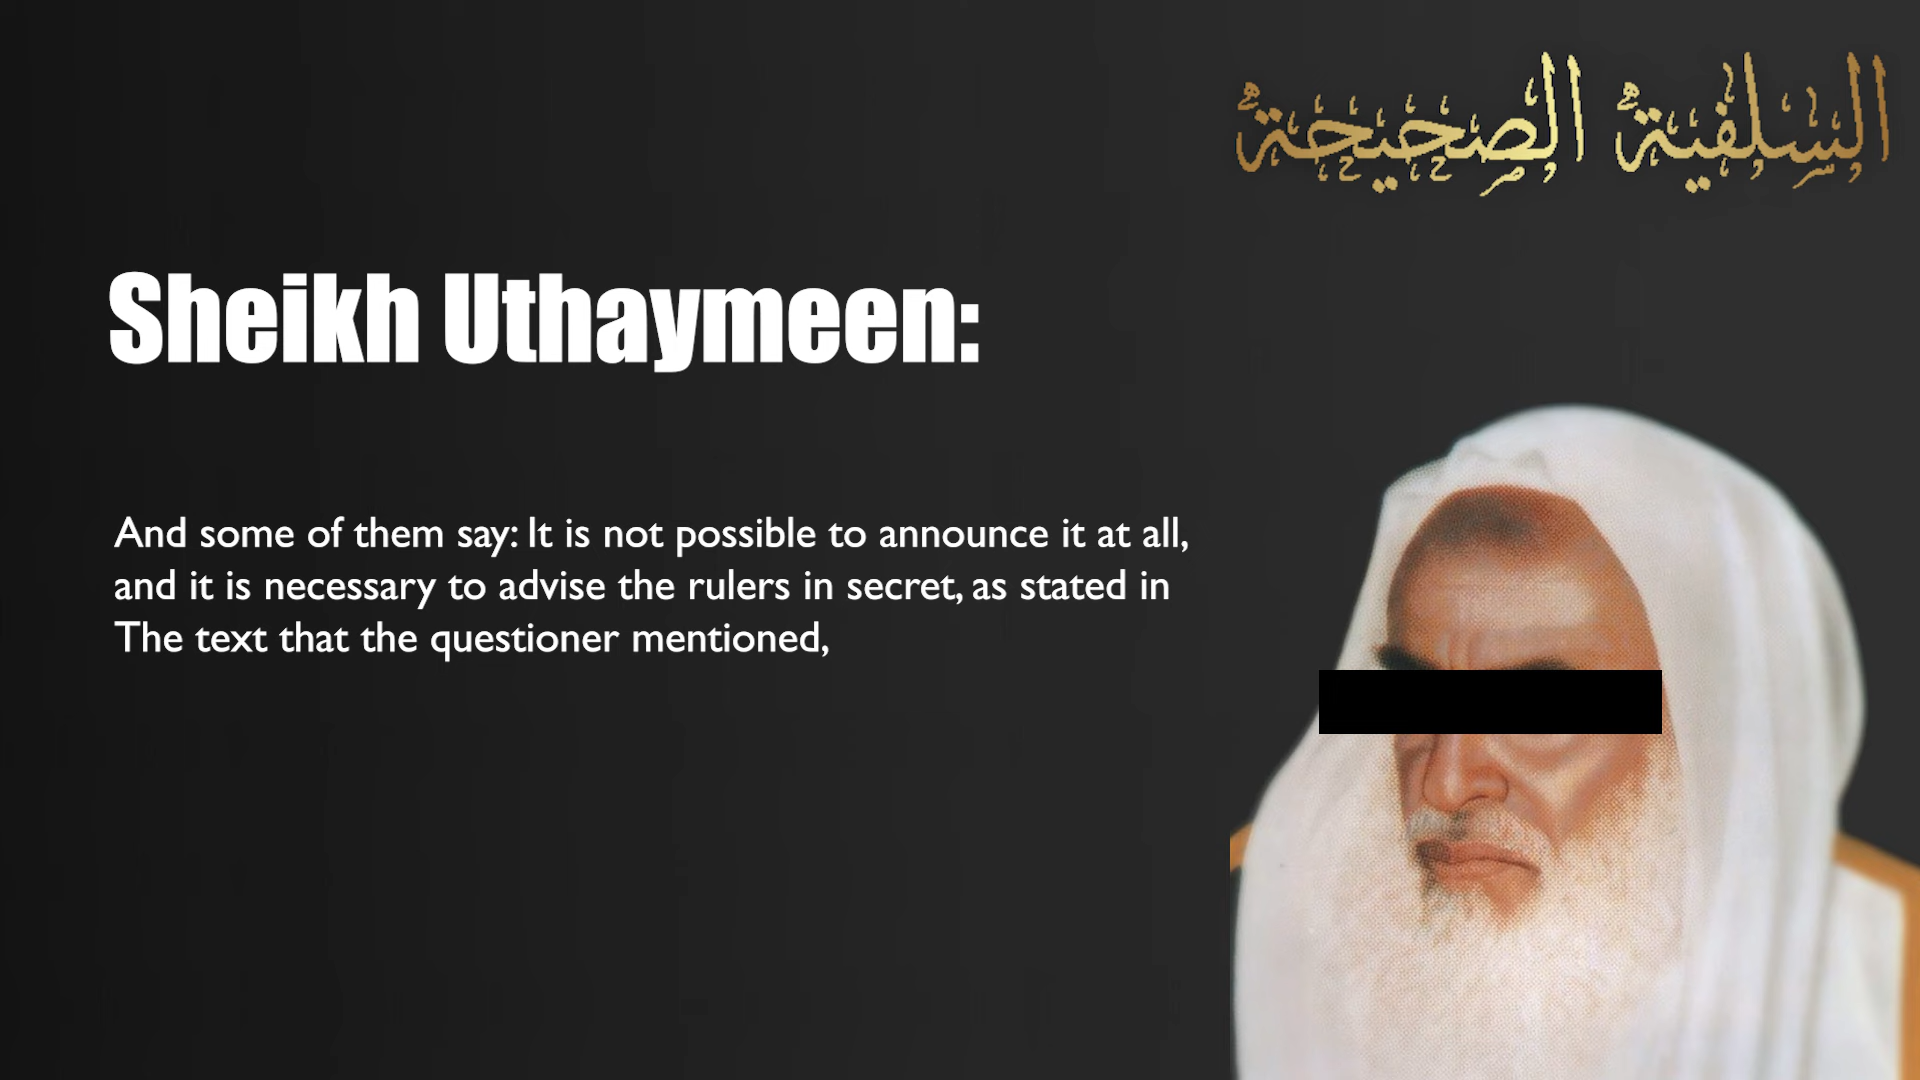 السلفية الصحيحة
Sheikh Uthaymeen:
And some of them say: It is not possible to announce it at all,
and it is necessary to advise the rulers in secret, as stated in
The text that the questioner mentioned,